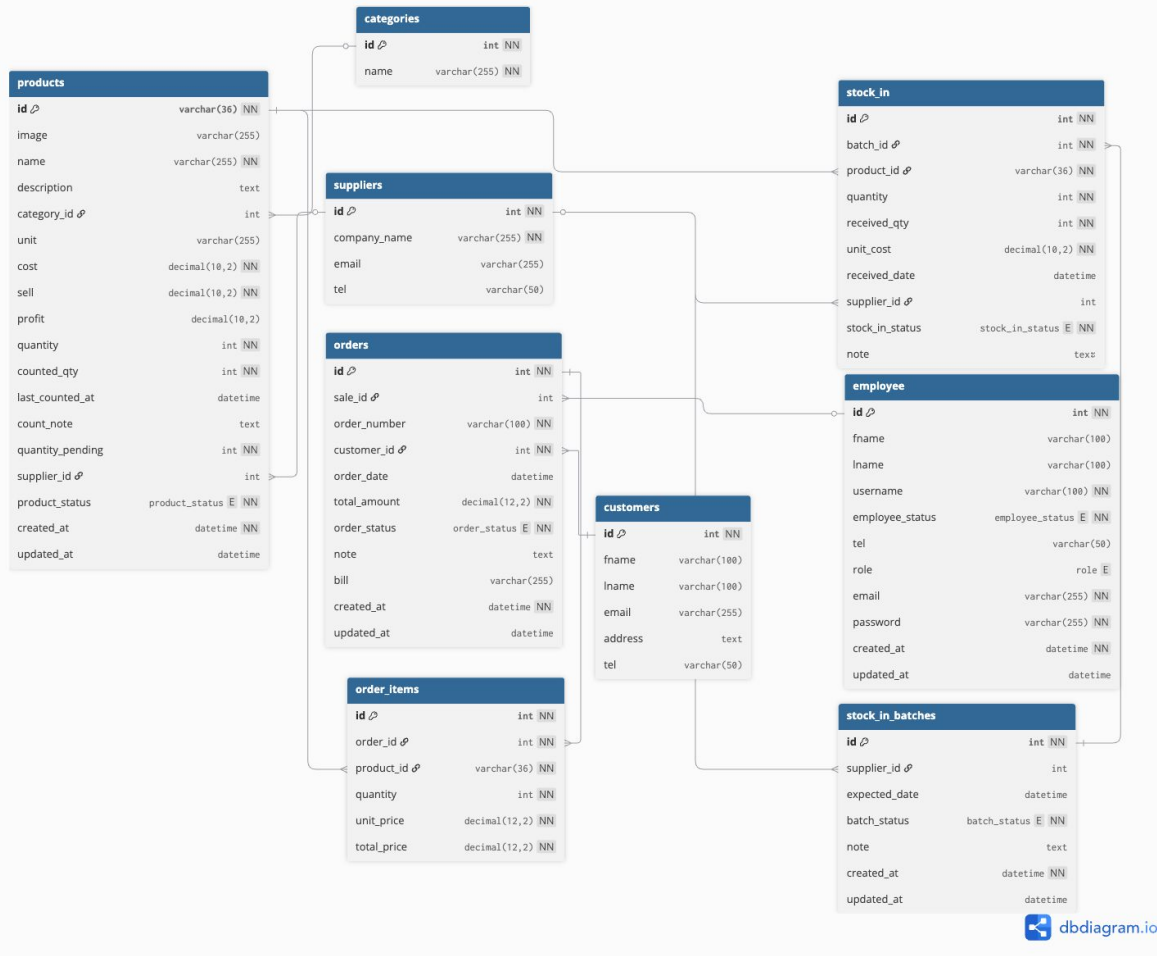 categories
id int NN
name varchar(255) NN
products
id varchar(36) NN
image varchar(255)
name varchar(255) NN
description text
category_id int
unit varchar(255)
cost decimal(10,2) NN
sell decimal(10,2) NN
profit decimal(10,2)
quantity int NN
counted_qty int NN
last_counted_at datetime
count_note text
quantity_pending int NN
supplier_id int
product_status product_status E NN
created_at datetime NN
updated_at datetime
suppliers
id int NN
company_name varchar(255) NN
email varchar(255)
tel varchar(50)
orders
id int NN
sale_id int
order_number varchar(100) NN
customer_id int NN
order_date datetime
total_amount decimal(12,2) NN
order_status order_status E NN
note text
bill varchar(255)
created_at datetime NN
updated_at datetime
order_items
id int NN
order_id int NN
product_id varchar(36) NN
quantity int NN
unit_price decimal(12,2) NN
total_price decimal(12,2) NN
customers
id int NN
fname varchar(100)
lname varchar(100)
email varchar(255)
address text
tel varchar(50)
stock_in
id int NN
batch_id int NN
product_id varchar(36) NN
quantity int NN
received_qty int NN
unit_cost decimal(10,2) NN
received_date datetime
supplier_id int
stock_in_status stock_in_status E NN
note text
employee
id int NN
fname varchar(100)
lname varchar(100)
username varchar(100) NN
employee_status employee_status E NN
tel varchar(50)
role role E
email varchar(255) NN
password varchar(255) NN
created_at datetime NN
updated_at datetime
stock_in_batches
id int NN
supplier_id int
expected_date datetime
batch_status batch_status E NN
note text
created_at datetime NN
updated_at datetime
dbdiagram.io